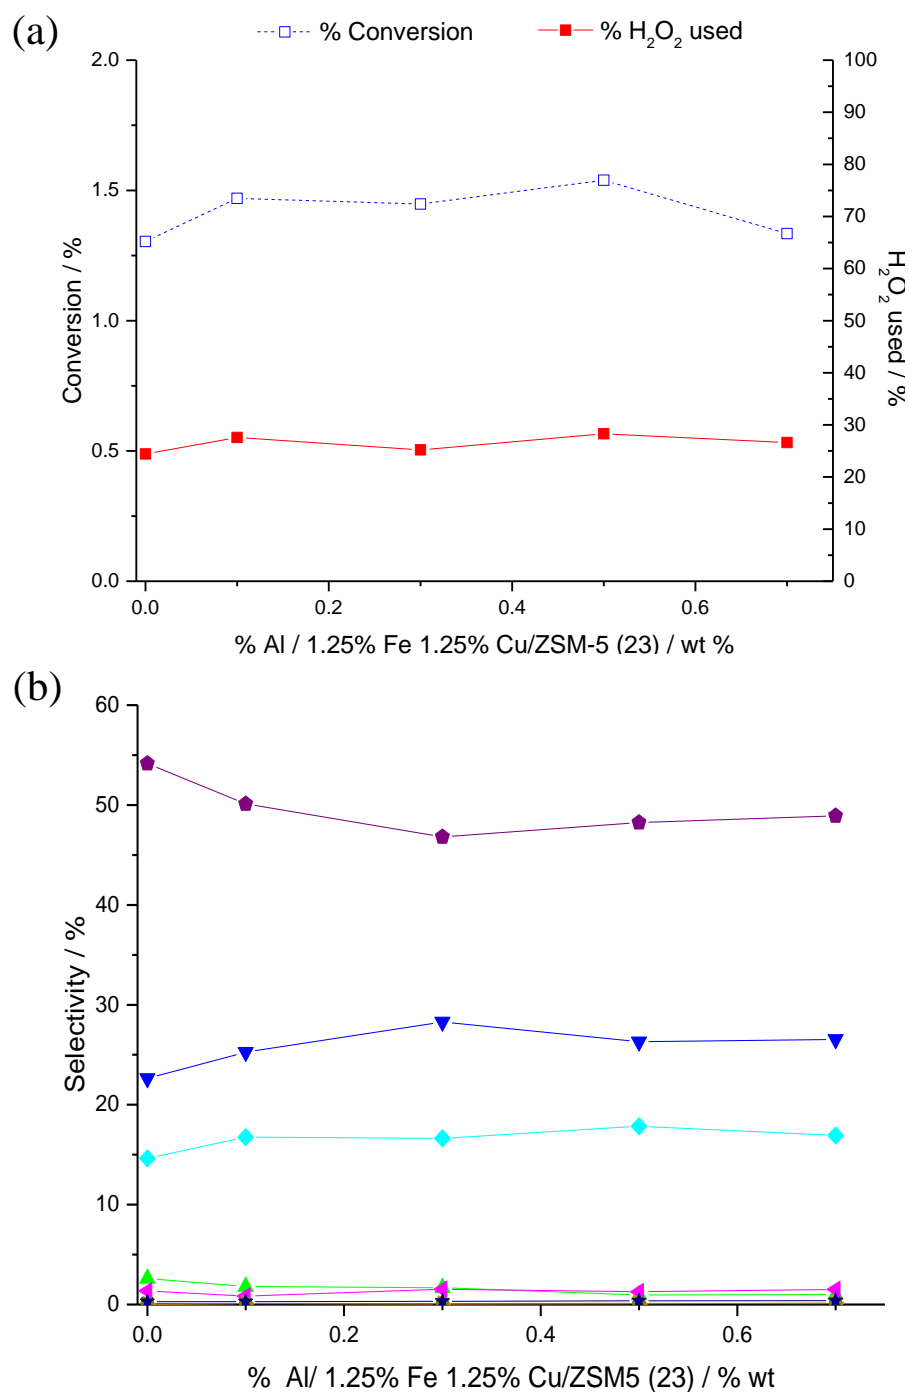 (a)
% Conversion % H₂O₂ used
2.0
1.5
1.0
0.5
0.0
Conversion / %
100
90
80
70
60
50
40
30
20
10
0
H₂O₂ used / %
0.0 0.2 0.4 0.6
% Al / 1.25% Fe 1.25% Cu/ZSM-5 (23) / wt %
(b)
60
50
40
30
20
10
0
Selectivity / %
0.0 0.2 0.4 0.6
% Al/ 1.25% Fe 1.25% Cu/ZSM5 (23) / % wt